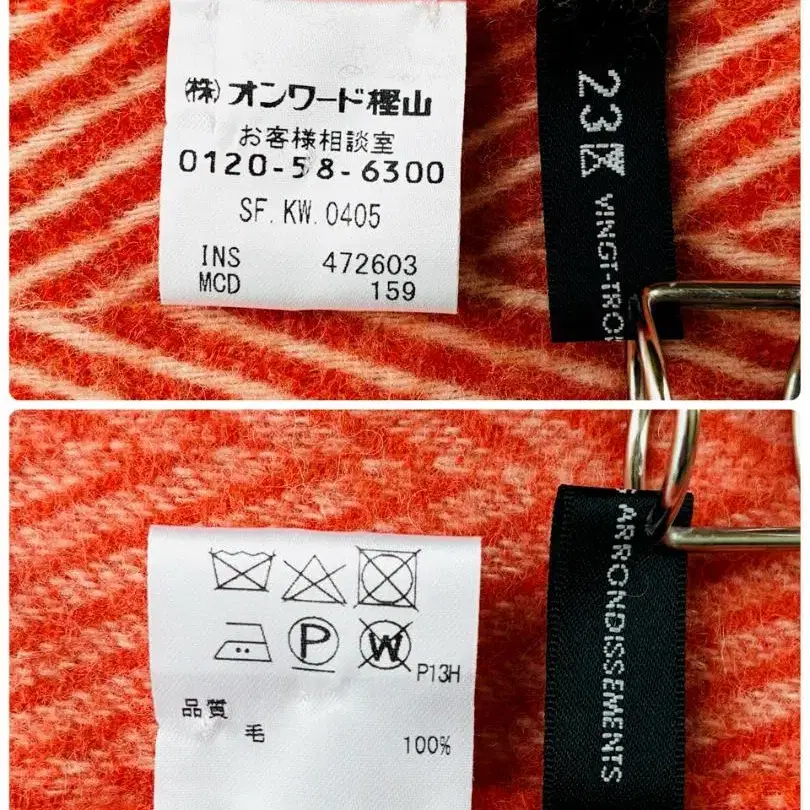 ㈱オンワード樫山
お客様相談室
0120-58-6300
SF.KW.0405
INS 472603
MCD 159
23区
VINGT-TROI
P
W
P13H
品質
毛 100%
S ARRONDISSEMENTS